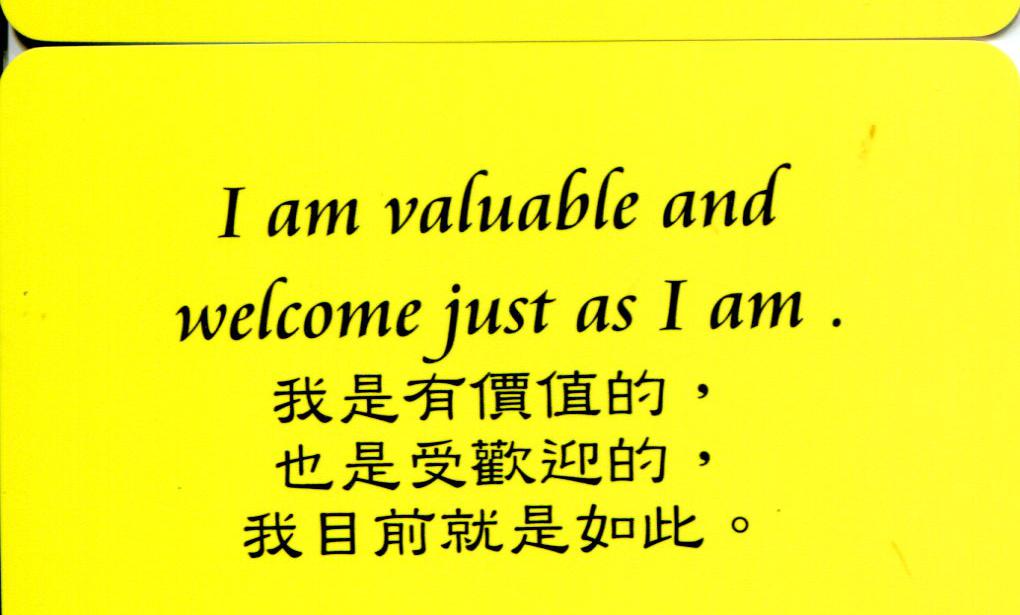 I am valuable and
welcome just as I am .
我是有價值的，
也是受歡迎的，
我目前就是如此。